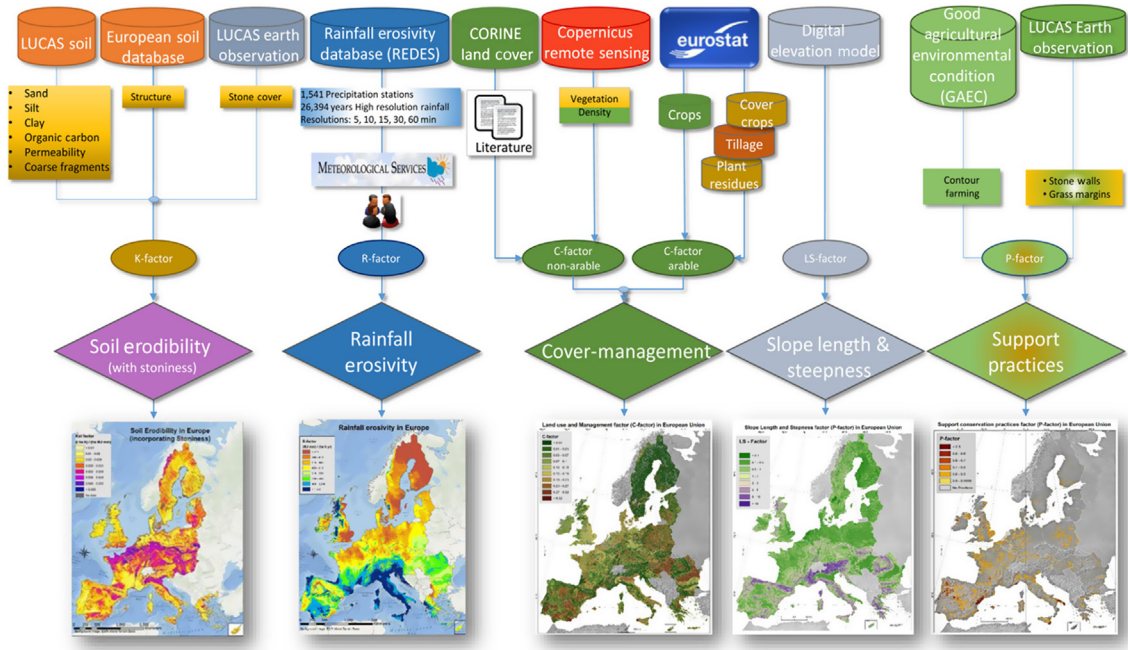 LUCAS soil
European soil
database
LUCAS earth
observation
Rainfall erosivity
database (REDES)
CORINE
land cover
Copernicus
remote sensing
eurostat
Digital
elevation model
Good
agricultural
environmental
condition
(GAEC)
LUCAS Earth
observation
• Sand
• Silt
• Clay
• Organic carbon
• Permeability
• Coarse fragments
Structure
Stone cover
1,541 Precipitation stations
26,394 years High resolution rainfall
Resolutions: 5, 10, 15, 30, 60 min
METEOROLOGICAL SERVICES
Literature
Vegetation
Density
Crops
Cover
crops
Tillage
Plant
residues
Contour
farming
• Stone walls
• Grass margins
K-factor
R-factor
C-factor
non-arable
C-factor
arable
LS-factor
P-factor
Soil erodibility
(with stoniness)
Rainfall
erosivity
Cover-management
Slope length &
steepness
Support
practices
Soil Erodibility in Europe
(incorporating Stoniness)
Rainfall erosivity in Europe
Land use and Management factor (C-factor) in European Union
C-factor
Slope Length and Steepness factor (P-factor) in European Union
LS - Factor
Support conservation practices factor (P-factor) in European Union
P-factor